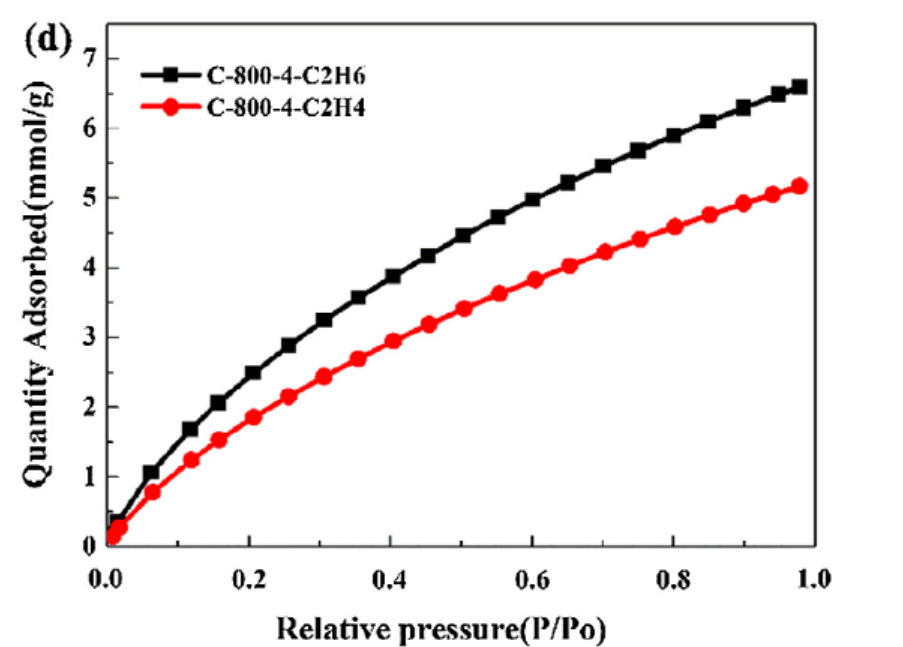 (d)
7
C-800-4-C2H6
C-800-4-C2H4
6
5
4
3
2
1
0
Quantity Adsorbed(mmol/g)
0.0 0.2 0.4 0.6 0.8 1.0
Relative pressure(P/Po)